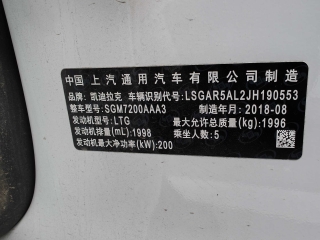 中国 上汽通用汽车有限公司制造
品牌: 凯迪拉克 车辆识别代号: LSGAR5AL2JH190553
整车型号: SGM7200AAA3 制造年月: 2018-08
发动机型号: LTG 最大允许总质量(kg): 1996
发动机排量(mL): 1998 乘坐人数: 5
发动机最大净功率(kW): 200